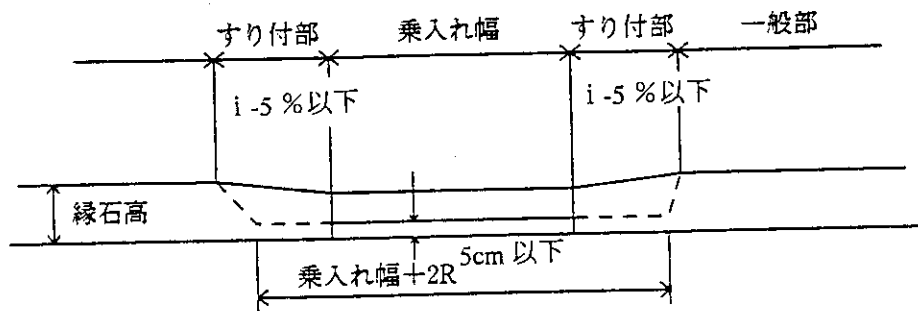 すり付部 乗入れ幅 すり付部 一般部
i -5 %以下 i -5 %以下
縁石高
5cm 以下
乗入れ幅+2R